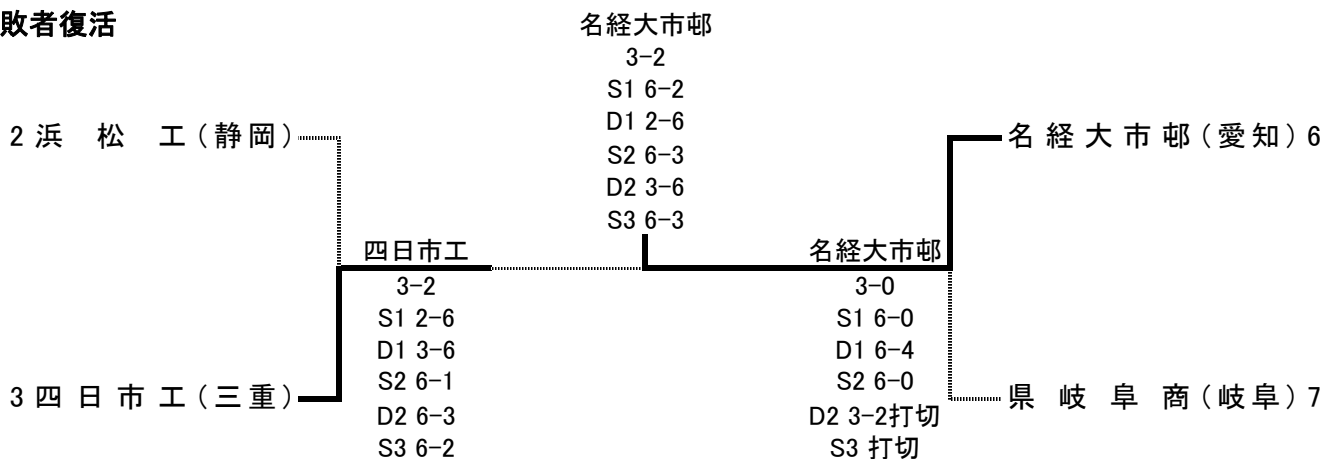 敗者復活
名経大市邨
3-2
S1 6-2
D1 2-6
S2 6-3
D2 3-6
S3 6-3
2 浜 松 工(静岡)
名経大市邨(愛知) 6
四日市工
3-2
S1 2-6
D1 3-6
S2 6-1
D2 6-3
S3 6-2
名経大市邨
3-0
S1 6-0
D1 6-4
S2 6-0
D2 3-2打切
S3 打切
3 四日市工(三重)
県岐阜商(岐阜) 7